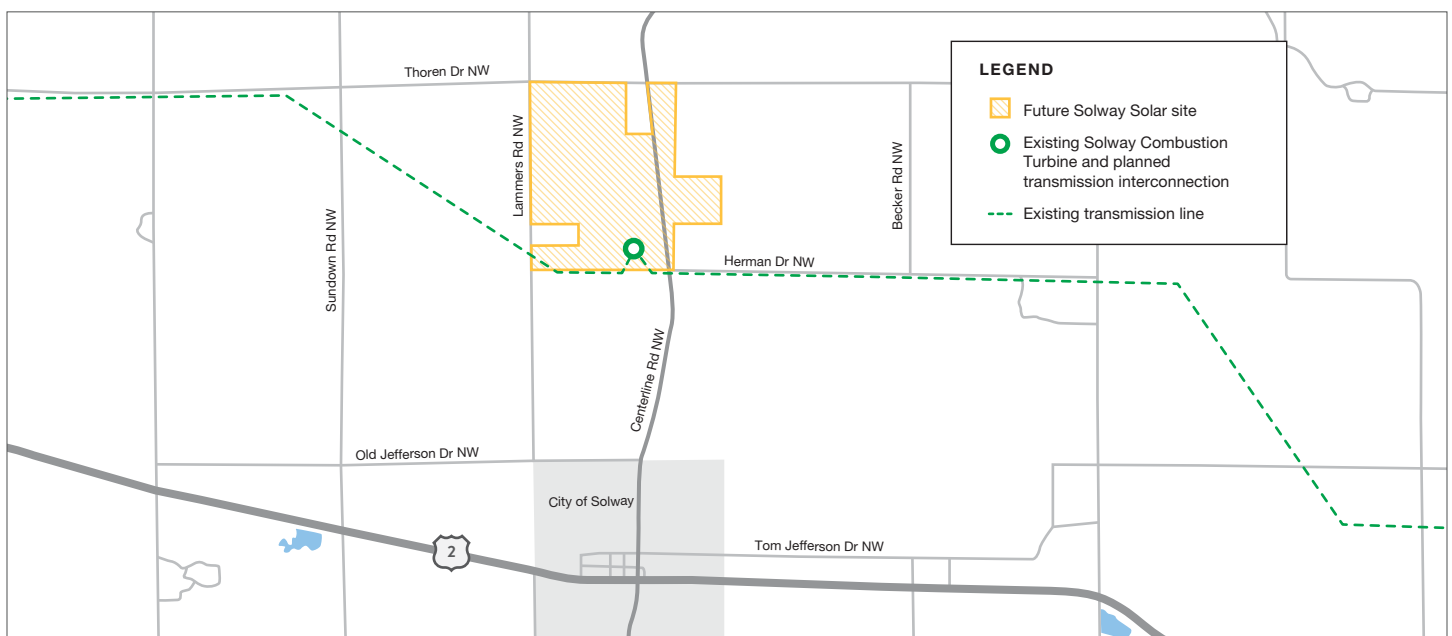 Thoren Dr NW
LEGEND
Future Solway Solar site
Existing Solway Combustion
Turbine and planned
transmission interconnection
Existing transmission line
Lammers Rd NW
Becker Rd NW
Sundown Rd NW
Herman Dr NW
Centerline Rd NW
Old Jefferson Dr NW
City of Solway
2
Tom Jefferson Dr NW